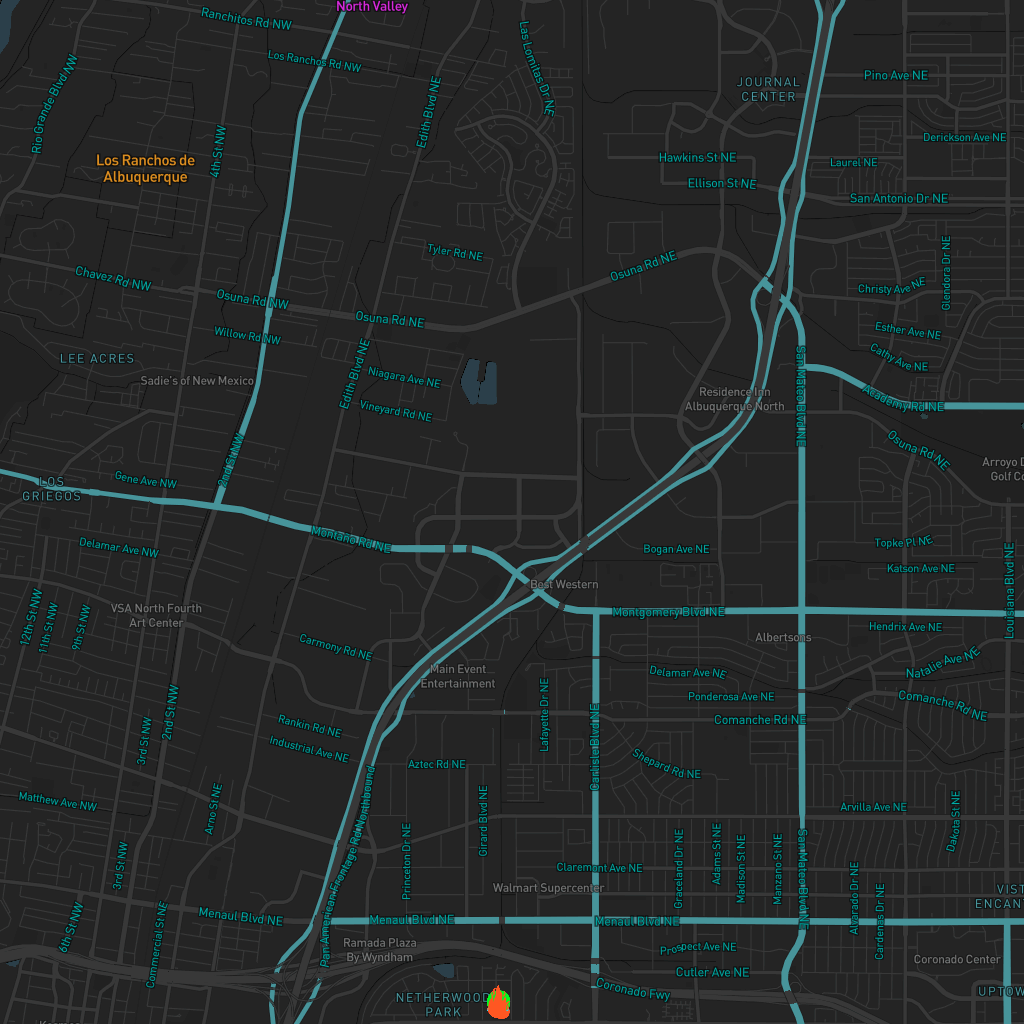 North Valley
Ranchitos Rd NW
Los Ranchos Rd NW
Las Lomitas Dr NE
Rio Grande Blvd NW
Edith Blvd NE
4th St NW
JOURNAL
CENTER
Pino Ave NE
Derickson Ave NE
Los Ranchos de
Albuquerque
Hawkins St NE
Laurel NE
Ellison St NE
San Antonio Dr NE
Tyler Rd NE
Osuna Rd NE
Glendora Dr NE
Chavez Rd NW
Christy Ave NE
Osuna Rd NW
Osuna Rd NE
Willow Rd NW
Esther Ave NE
LEE ACRES
Edith Blvd NE
Cathy Ave NE
San Mateo Blvd NE
Sadie's of New Mexico
Niagara Ave NE
Residence Inn
Albuquerque North
Academy Rd NE
Vineyard Rd NE
Osuna Rd NE
2nd St NW
Arroyo D
Golf Co
Gene Ave NW
LOS
GRIEGOS
Montano Rd NE
Delamar Ave NW
Bogan Ave NE
Topke Pl NE
Katson Ave NE
Louisiana Blvd NE
Best Western
12th St NW
11th St NW
9th St NW
VSA North Fourth
Art Center
Montgomery Blvd NE
Hendrix Ave NE
Albertsons
Carmony Rd NE
Main Event
Entertainment
Natalie Ave NE
Delamar Ave NE
Ponderosa Ave NE
Comanche Rd NE
2nd St NW
3rd St NW
Lafayette Dr NE
Carlisle Blvd NE
Comanche Rd NE
Rankin Rd NE
Industrial Ave NE
Aztec Rd NE
Shepard Rd NE
Matthew Ave NW
Arno St NE
Pan American Frontage Rd Northbound
Girard Blvd NE
Arvilla Ave NE
Dakota St NE
3rd St NW
Princeton Dr NE
Graceland Dr NE
Adams St NE
Madison St NE
Manzano St NE
San Mateo Blvd NE
Claremont Ave NE
Alvarado Dr NE
Cardenas Dr NE
Walmart Supercenter
VIST
ENCANT
6th St NW
Commercial St NE
Menaul Blvd NE
Menaul Blvd NE
Menaul Blvd NE
Ramada Plaza
By Wyndham
Prospect Ave NE
Cutler Ave NE
Coronado Center
Coronado Fwy
NETHERWOOD
PARK
UPTOW